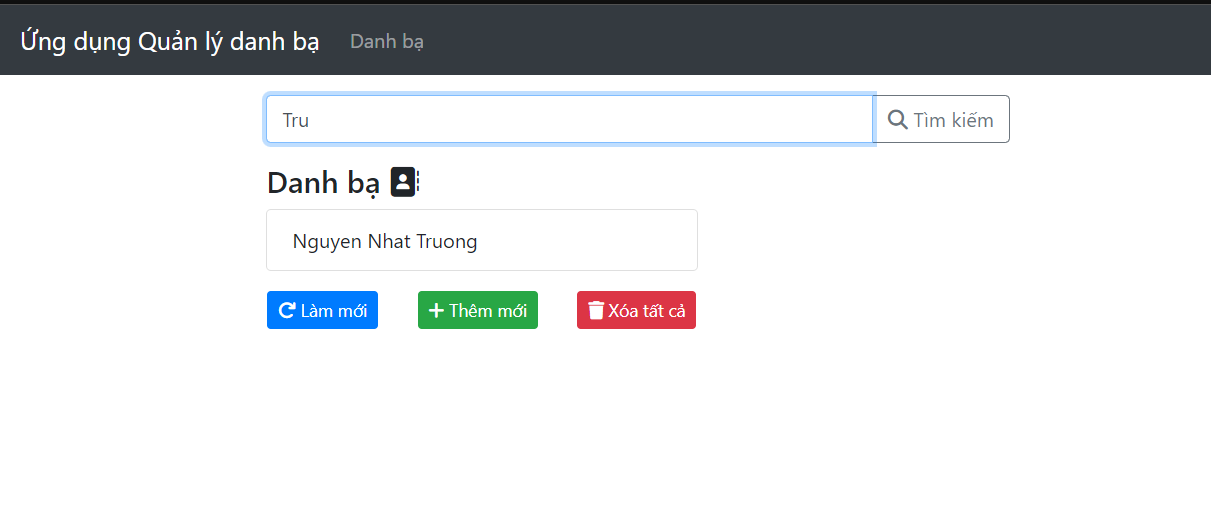 Ứng dụng Quản lý danh bạ Danh bạ
Tru Tìm kiếm
Danh bạ
Nguyen Nhat Truong
Làm mới Thêm mới Xóa tất cả